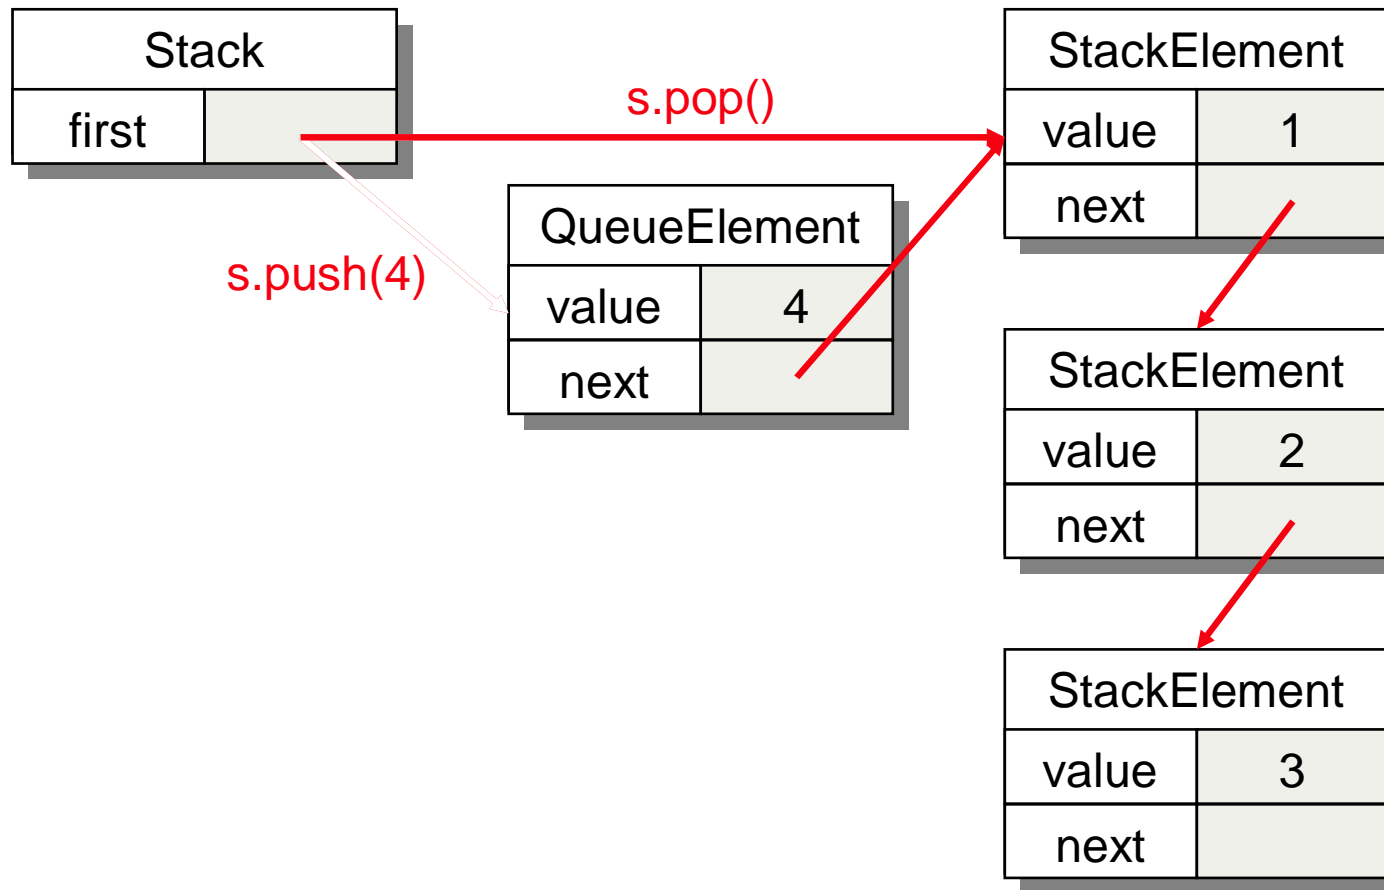 Stack
first
s.pop()
s.push(4)
QueueElement
value 4
next
StackElement
value 1
next
StackElement
value 2
next
StackElement
value 3
next